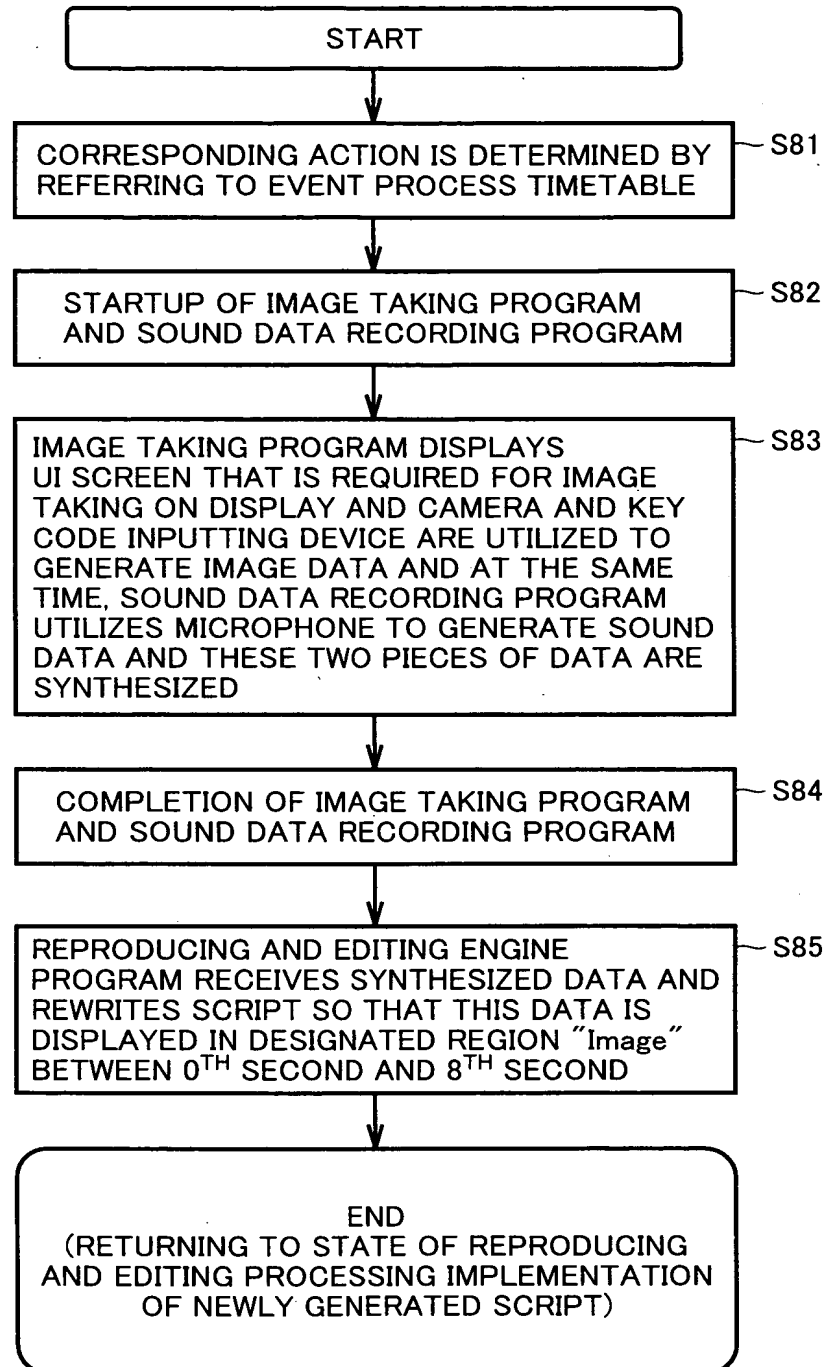 START
CORRESPONDING ACTION IS DETERMINED BY
REFERRING TO EVENT PROCESS TIMETABLE
S81
STARTUP OF IMAGE TAKING PROGRAM
AND SOUND DATA RECORDING PROGRAM
S82
IMAGE TAKING PROGRAM DISPLAYS
UI SCREEN THAT IS REQUIRED FOR IMAGE
TAKING ON DISPLAY AND CAMERA AND KEY
CODE INPUTTING DEVICE ARE UTILIZED TO
GENERATE IMAGE DATA AND AT THE SAME
TIME, SOUND DATA RECORDING PROGRAM
UTILIZES MICROPHONE TO GENERATE SOUND
DATA AND THESE TWO PIECES OF DATA ARE
SYNTHESIZED
S83
COMPLETION OF IMAGE TAKING PROGRAM
AND SOUND DATA RECORDING PROGRAM
S84
REPRODUCING AND EDITING ENGINE
PROGRAM RECEIVES SYNTHESIZED DATA AND
REWRITES SCRIPT SO THAT THIS DATA IS
DISPLAYED IN DESIGNATED REGION "Image"
BETWEEN 0TH SECOND AND 8TH SECOND
S85
END
(RETURNING TO STATE OF REPRODUCING
AND EDITING PROCESSING IMPLEMENTATION
OF NEWLY GENERATED SCRIPT)